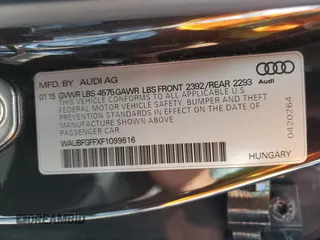 MFD. BY AUDI AG
01 15 GVWR LBS 4575 GAWR LBS FRONT 2392/REAR 2293
THIS VEHICLE CONFORMS TO ALL APPLICABLE
FEDERAL MOTOR VEHICLE SAFETY, BUMPER AND THEFT
PREVENTION STANDARDS IN EFFECT ON THE DATE OF
MANUFACTURE SHOWN ABOVE.
PASSENGER CAR
WAUBFGFFXF1099616
HUNGARY
Audi
0420264
RECAMBIO